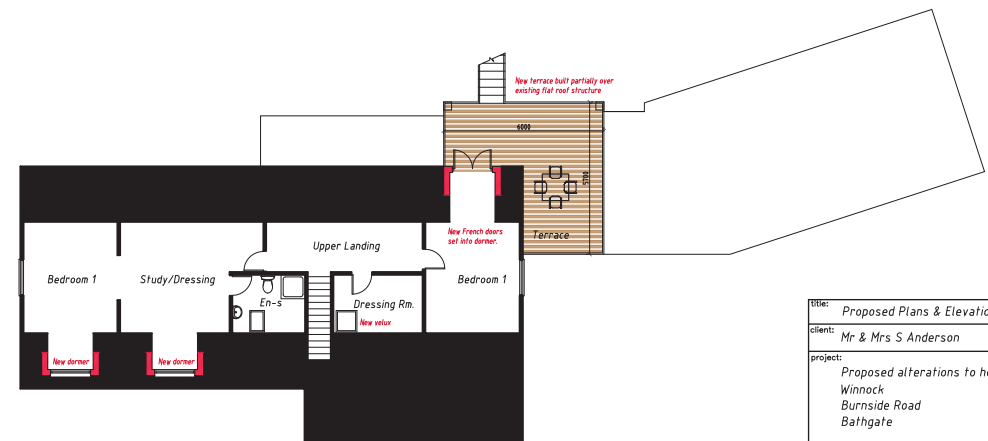 New terrace built partially over
existing flat roof structure
6000
5700
Terrace
New French doors
set into dormer.
Upper Landing
Bedroom 1
Study/Dressing
En-s
Dressing Rm.
New velux
Bedroom 1
New dormer
New dormer
title:
Proposed Plans & Elevatio
client:
Mr & Mrs S Anderson
project:
Proposed alterations to ho
Winnock
Burnside Road
Bathgate